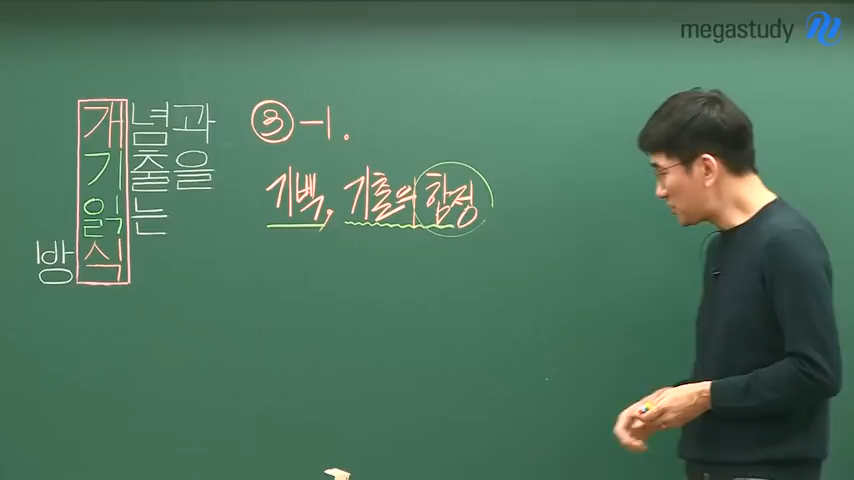 megastudy
개념과
기출을
읽는
방식
③-1.
기백, 기출의 함정